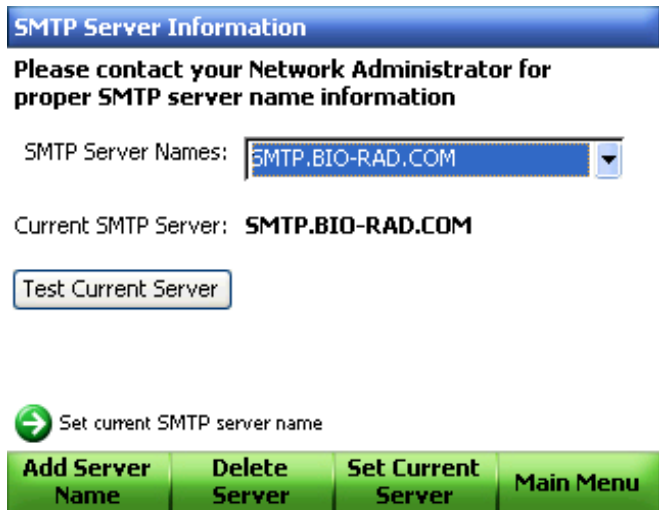 SMTP Server Information
Please contact your Network Administrator for
proper SMTP server name information
SMTP Server Names: SMTP.BIO-RAD.COM
Current SMTP Server: SMTP.BIO-RAD.COM
Test Current Server
Set current SMTP server name
Add Server Name
Delete Server
Set Current Server
Main Menu